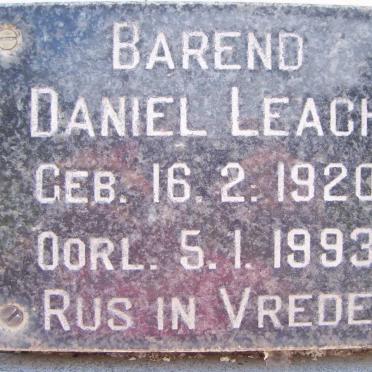 BAREND
DANIEL LEACH
GEB. 16. 2. 1920
OORL. 5. 1. 1993
RUS IN VREDE